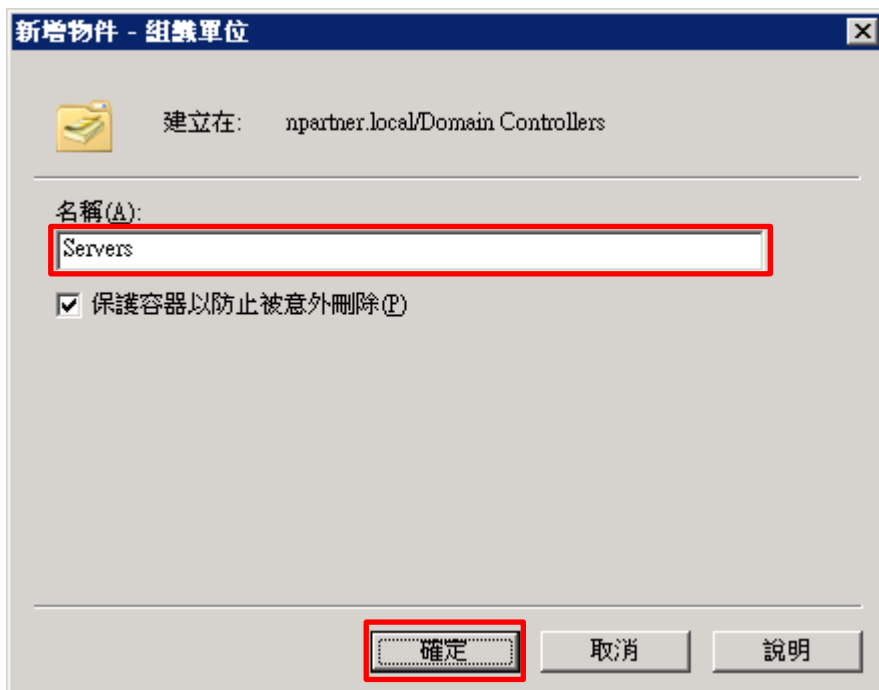 新增物件 - 組織單位
建立在: npartner.local/Domain Controllers
名稱(A):
Servers
保護容器以防止被意外刪除(P)
確定 取消 說明